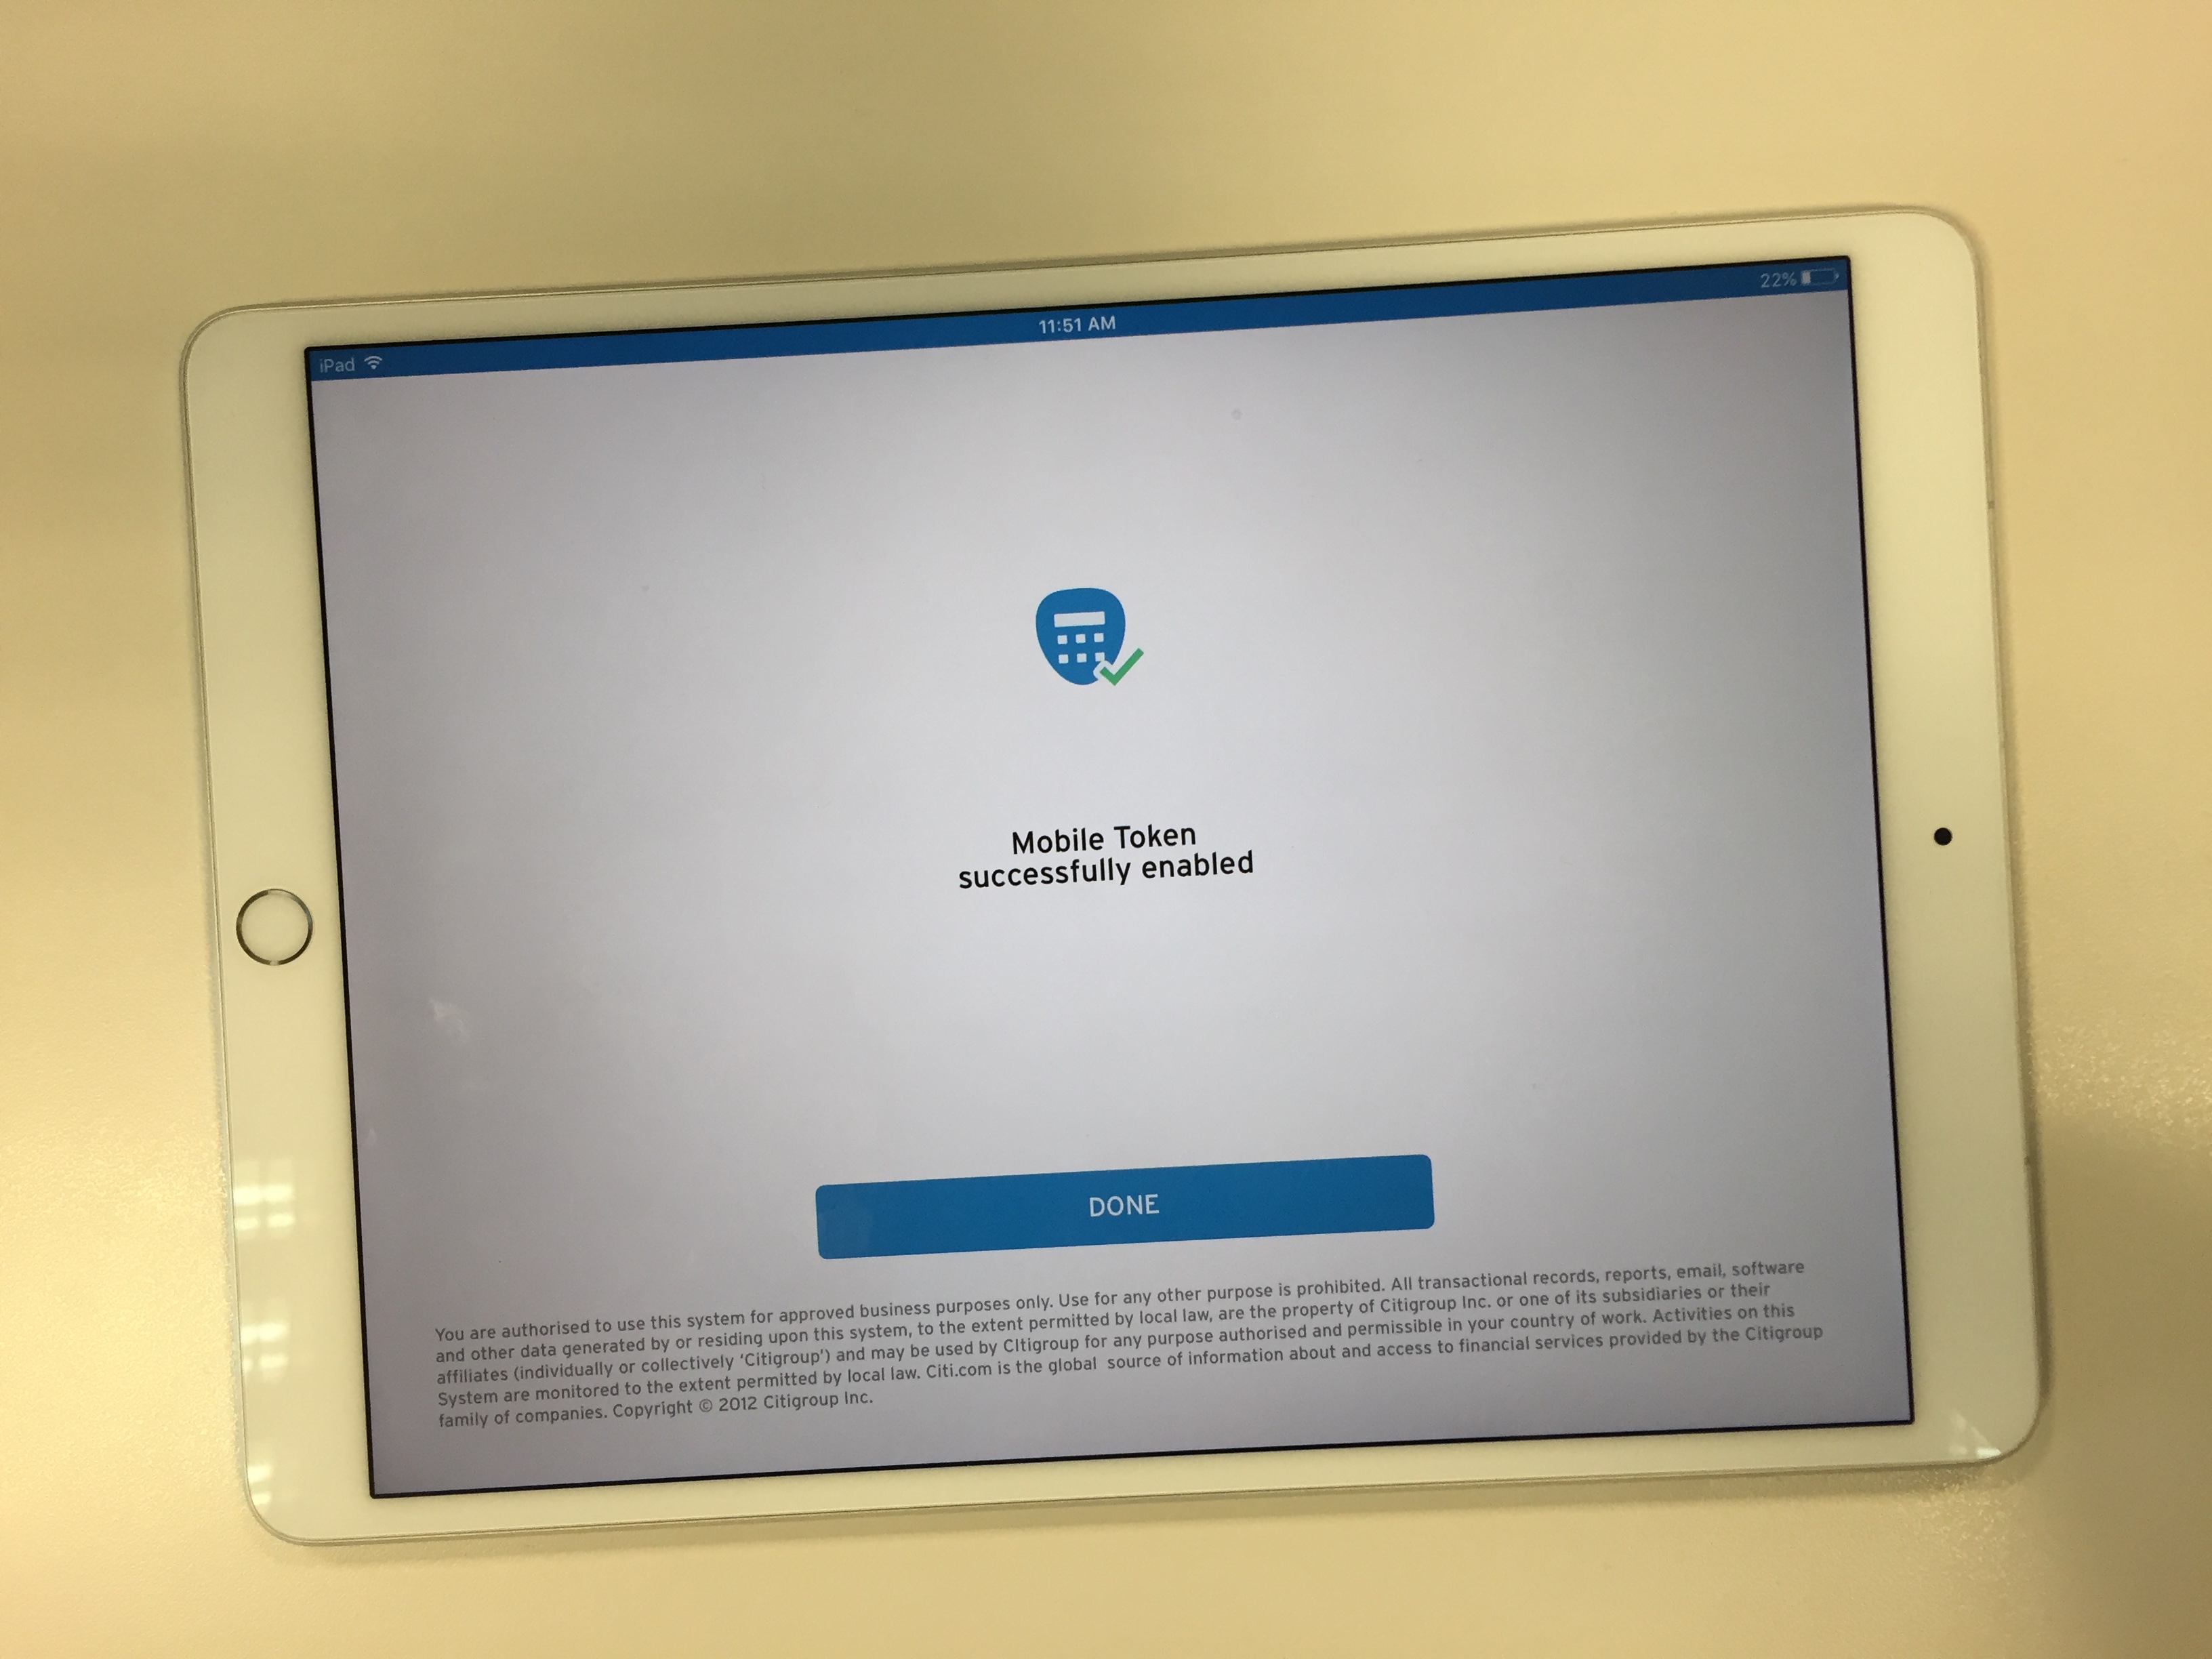 iPad
11:51 AM
22%
Mobile Token
successfully enabled
DONE
You are authorised to use this system for approved business purposes only. Use for any other purpose is prohibited. All transactional records, reports, email, software
and other data generated by or residing upon this system, to the extent permitted by local law, are the property of Citigroup Inc. or one of its subsidiaries or their
affiliates (individually or collectively 'Citigroup') and may be used by CItigroup for any purpose authorised and permissible in your country of work. Activities on this
System are monitored to the extent permitted by local law. Citi.com is the global source of information about and access to financial services provided by the Citigroup
family of companies. Copyright © 2012 Citigroup Inc.